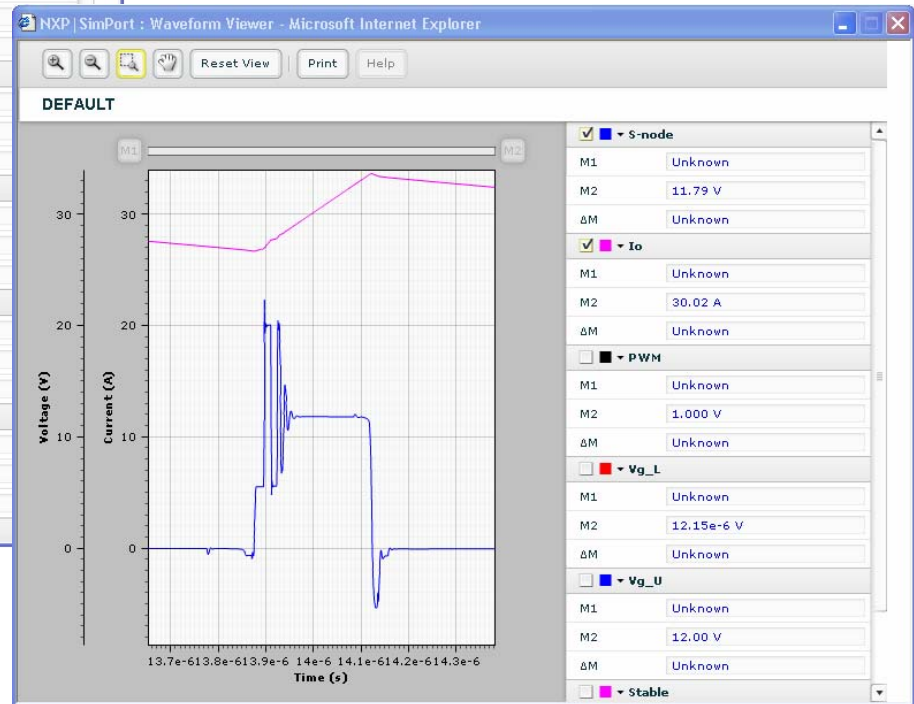 NXP | SimPort : Waveform Viewer - Microsoft Internet Explorer
Reset View
Print
Help
DEFAULT
M1
M2
30
20
10
0
Voltage (V)
30
20
10
0
Current (A)
13.7e-6
13.8e-6
13.9e-6
14e-6
14.1e-6
14.2e-6
14.3e-6
Time (s)
S-node
M1 Unknown
M2 11.79 V
ΔM Unknown
Io
M1 Unknown
M2 30.02 A
ΔM Unknown
PWM
M1 Unknown
M2 1.000 V
ΔM Unknown
Vg_L
M1 Unknown
M2 12.15e-6 V
ΔM Unknown
Vg_U
M1 Unknown
M2 12.00 V
ΔM Unknown
Stable